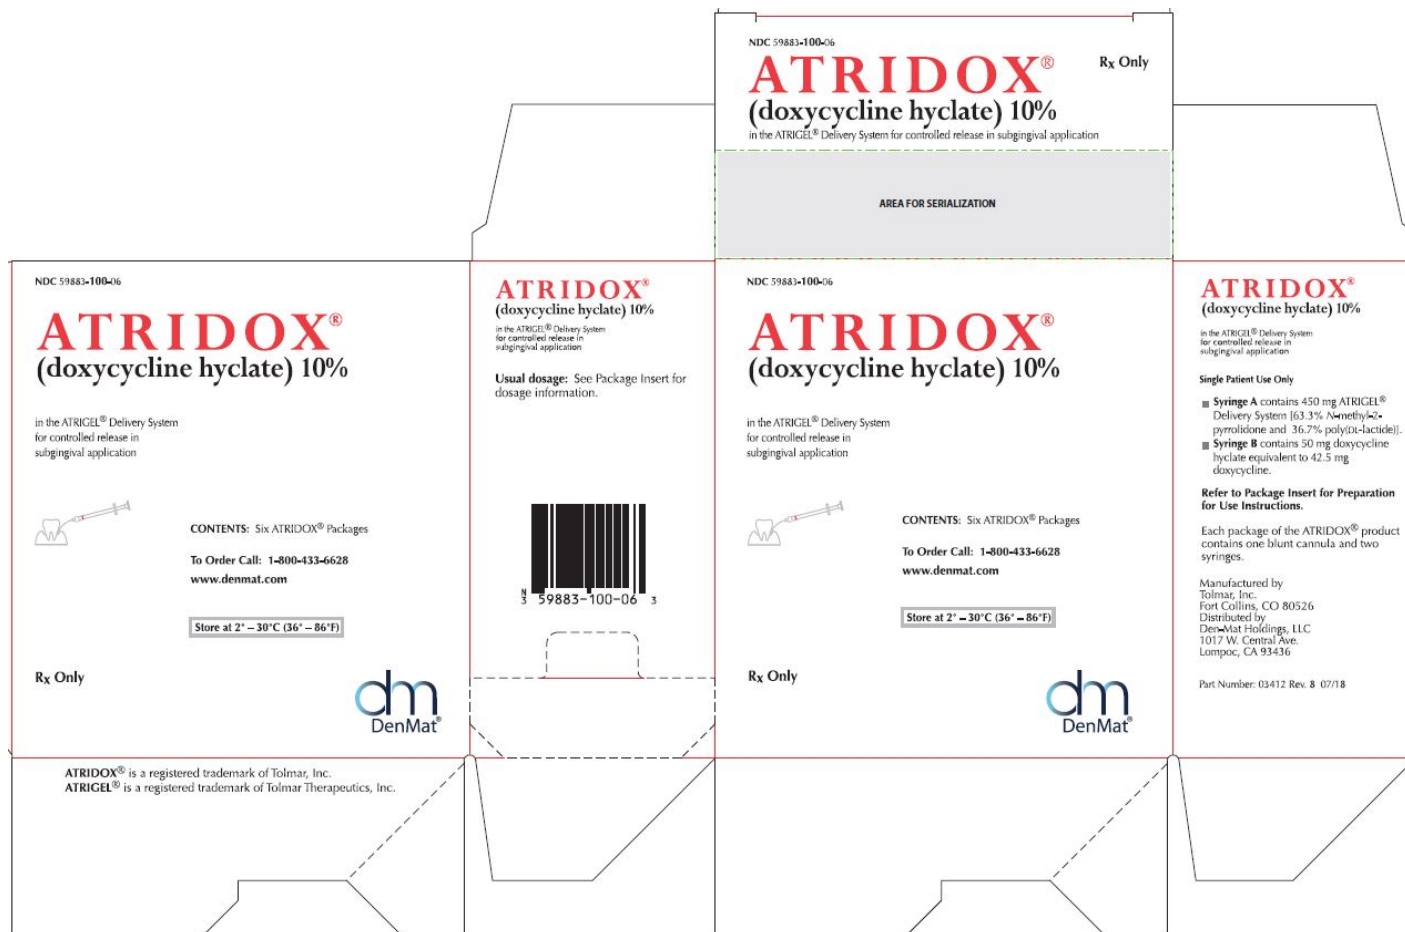 NDC 59883-100-06
ATRIDOX®
Rx Only
(doxycycline hyclate) 10%
in the ATRIGEL® Delivery System for controlled release in subgingival application
AREA FOR SERIALIZATION
NDC 59883-100-06
ATRIDOX®
(doxycycline hyclate) 10%
in the ATRIGEL® Delivery System
for controlled release in
subgingival application
CONTENTS: Six ATRIDOX® Packages
To Order Call: 1-800-433-6628
www.denmat.com
Store at 2° – 30°C (36° – 86°F)
Rx Only
dm
DenMat®
ATRIDOX® is a registered trademark of Tolmar, Inc.
ATRIGEL® is a registered trademark of Tolmar Therapeutics, Inc.
ATRIDOX®
(doxycycline hyclate) 10%
in the ATRIGEL® Delivery System
for controlled release in
subgingival application
Usual dosage: See Package Insert for
dosage information.
N
3 59883-100-06 3
NDC 59883-100-06
ATRIDOX®
(doxycycline hyclate) 10%
in the ATRIGEL® Delivery System
for controlled release in
subgingival application
CONTENTS: Six ATRIDOX® Packages
To Order Call: 1-800-433-6628
www.denmat.com
Store at 2° – 30°C (36° – 86°F)
Rx Only
dm
DenMat®
ATRIDOX®
(doxycycline hyclate) 10%
in the ATRIGEL® Delivery System
for controlled release in
subgingival application
Single Patient Use Only
■ Syringe A contains 450 mg ATRIGEL®
Delivery System [63.3% N-methyl-2-
pyrrolidone and 36.7% poly(DL-lactide)].
■ Syringe B contains 50 mg doxycycline
hyclate equivalent to 42.5 mg
doxycycline.
Refer to Package Insert for Preparation
for Use Instructions.
Each package of the ATRIDOX® product
contains one blunt cannula and two
syringes.
Manufactured by
Tolmar, Inc.
Fort Collins, CO 80526
Distributed by
Den-Mat Holdings, LLC
1017 W. Central Ave.
Lompoc, CA 93436
Part Number: 03412 Rev. 8 07/18